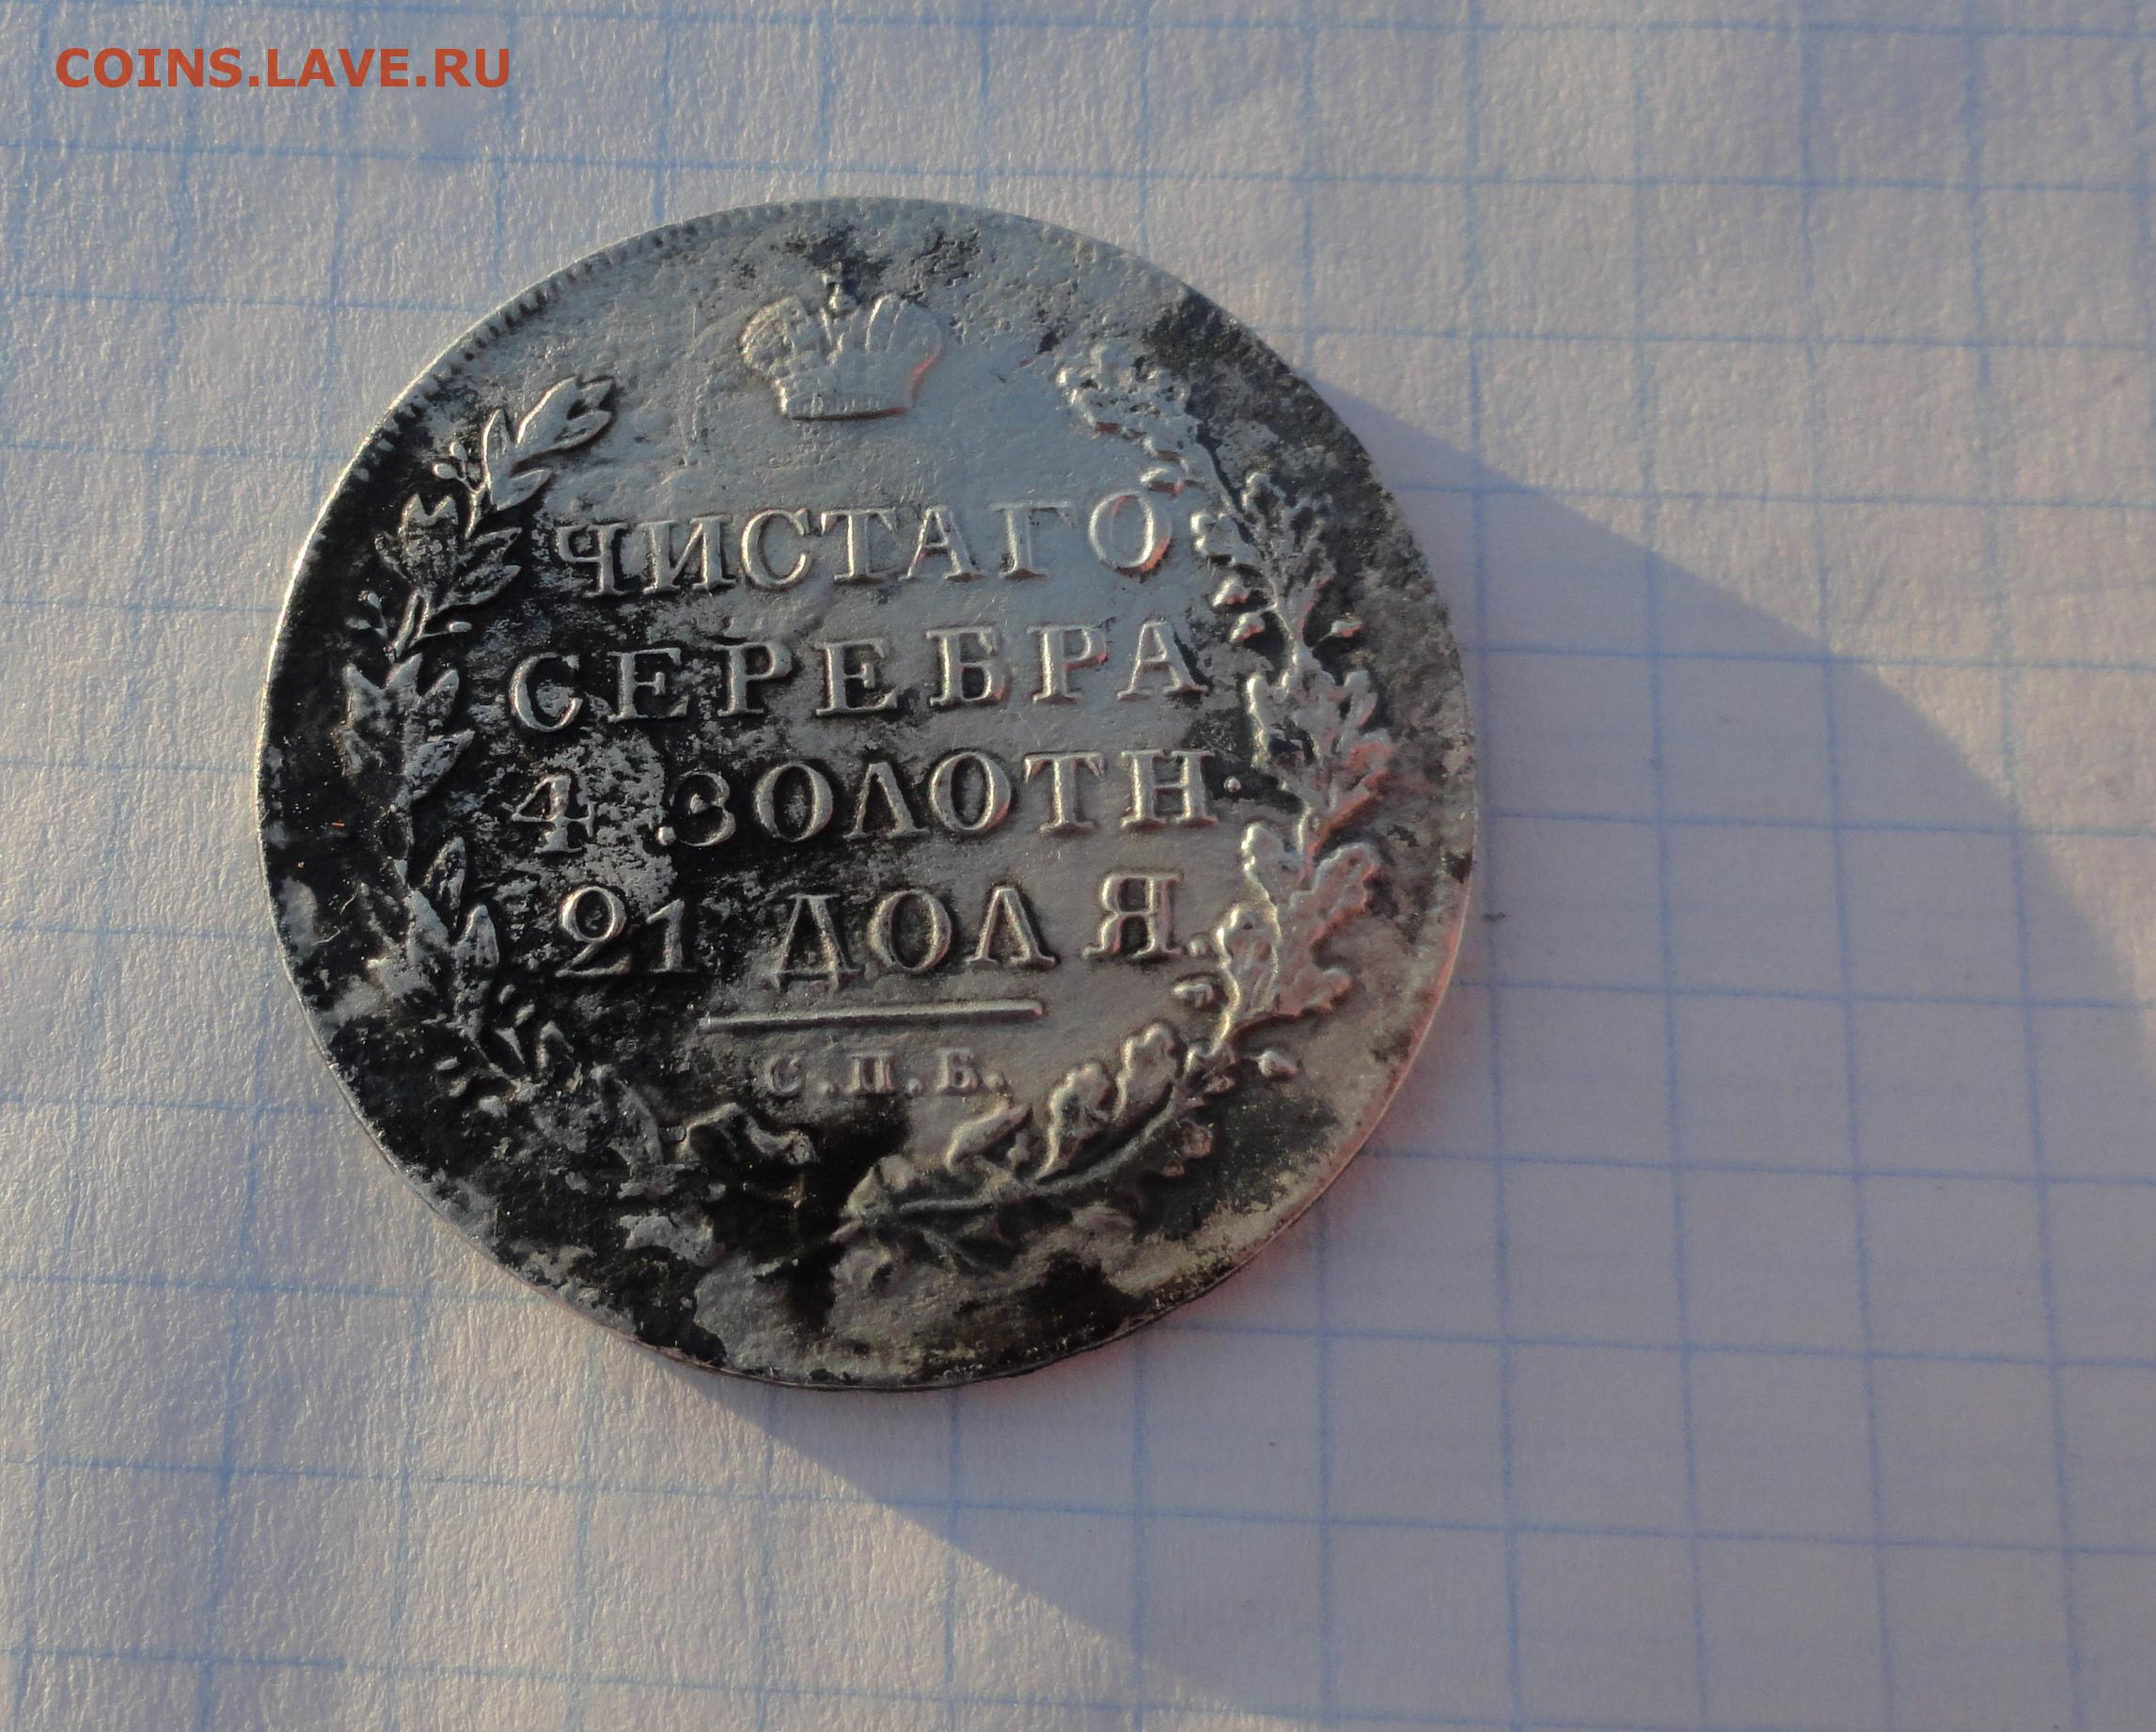 COINS.LAVE.RU
ЧИСТАГО
СЕРЕБРА
4 ЗОЛОТН.
21 ДОЛЯ.
С.П.Б.